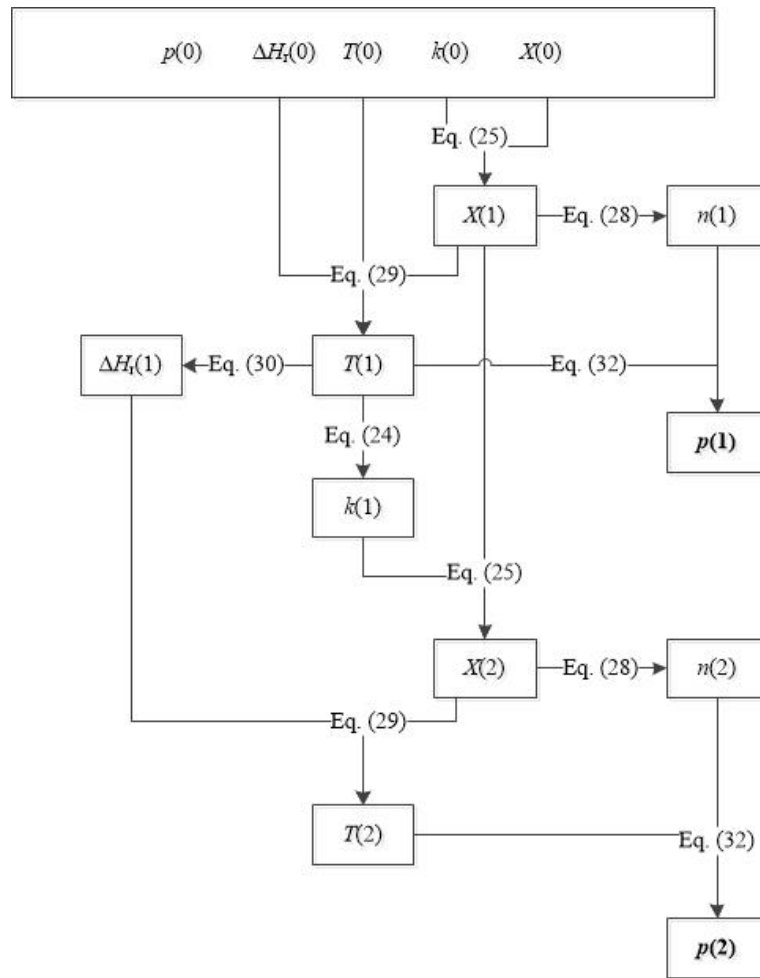 p(0) ΔHr(0) T(0) k(0) X(0)
Eq. (25)
X(1) Eq. (28) n(1)
Eq. (29)
ΔHr(1) Eq. (30) T(1) Eq. (32)
Eq. (24)
p(1)
k(1)
Eq. (25)
X(2) Eq. (28) n(2)
Eq. (29)
T(2) Eq. (32)
p(2)